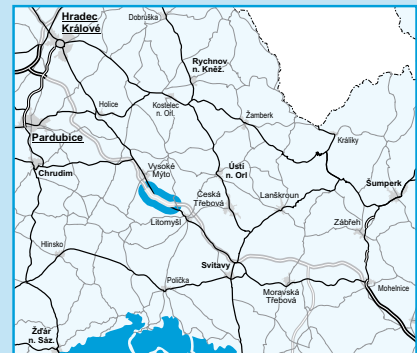 Hradec
Králové
Dobruška
Rychnov
n. Kněž.
Holice
Kostelec
n. Orl.
Žamberk
Králíky
Pardubice
Chrudim
Vysoké
Mýto
Ústí
n. Orl
Česká
Třebová
Lanškroun
Šumperk
Litomyšl
Zábřeh
Hlinsko
Svitavy
Polička
Moravská
Třebová
Mohelnice
Žďár
n. Sáz.